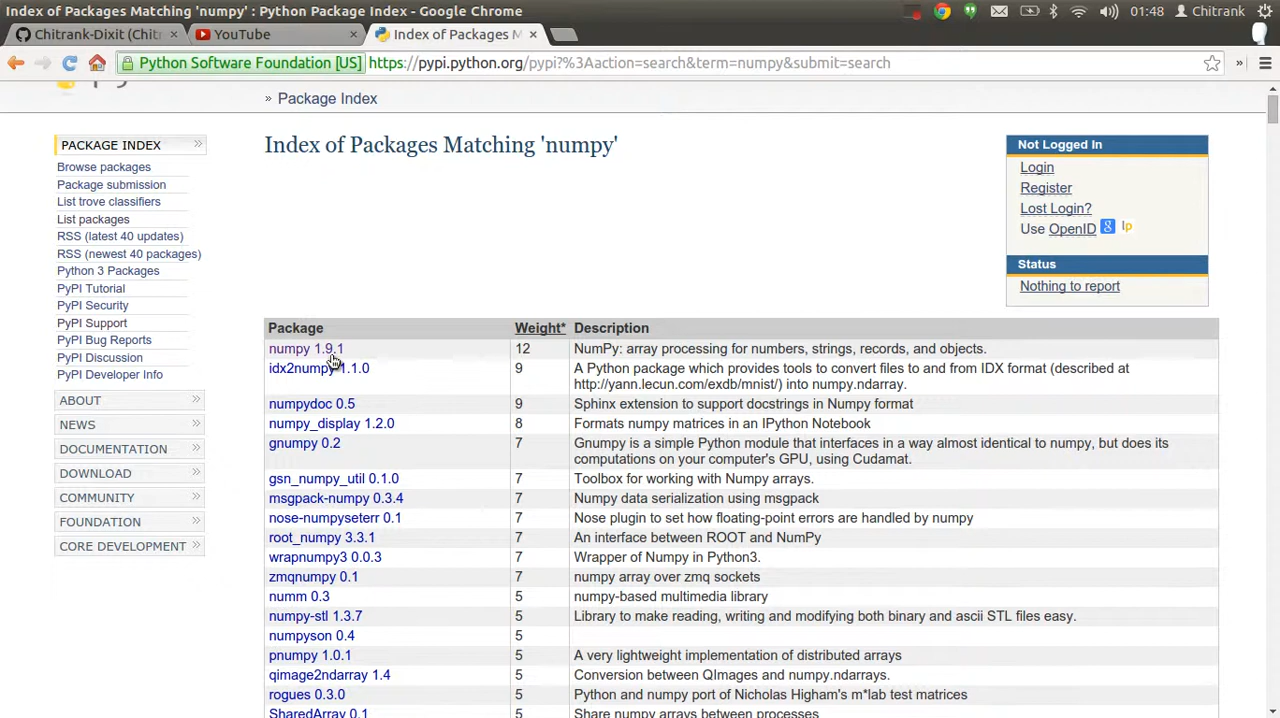 Index of Packages Matching 'numpy' : Python Package Index - Google Chrome
01:48 Chitrank
Chitrank-Dixit (Chitr × YouTube × Index of Packages M ×
Python Software Foundation [US] https://pypi.python.org/pypi?%3Aaction=search&term=numpy&submit=search »
» Package Index
PACKAGE INDEX »
Browse packages
Package submission
List trove classifiers
List packages
RSS (latest 40 updates)
RSS (newest 40 packages)
Python 3 Packages
PyPI Tutorial
PyPI Security
PyPI Support
PyPI Bug Reports
PyPI Discussion
PyPI Developer Info
ABOUT »
NEWS »
DOCUMENTATION »
DOWNLOAD »
COMMUNITY »
FOUNDATION »
CORE DEVELOPMENT »
Index of Packages Matching 'numpy'
Not Logged In
Login
Register
Lost Login?
Use OpenID
Status
Nothing to report
Package Weight* Description
numpy 1.9.1 12 NumPy: array processing for numbers, strings, records, and objects.
idx2numpy 1.1.0 9 A Python package which provides tools to convert files to and from IDX format (described at
http://yann.lecun.com/exdb/mnist/) into numpy.ndarray.
numpydoc 0.5 9 Sphinx extension to support docstrings in Numpy format
numpy_display 1.2.0 8 Formats numpy matrices in an IPython Notebook
gnumpy 0.2 7 Gnumpy is a simple Python module that interfaces in a way almost identical to numpy, but does its
computations on your computer's GPU, using Cudamat.
gsn_numpy_util 0.1.0 7 Toolbox for working with Numpy arrays.
msgpack-numpy 0.3.4 7 Numpy data serialization using msgpack
nose-numpyseterr 0.1 7 Nose plugin to set how floating-point errors are handled by numpy
root_numpy 3.3.1 7 An interface between ROOT and NumPy
wrapnumpy3 0.0.3 7 Wrapper of Numpy in Python3.
zmqnumpy 0.1 7 numpy array over zmq sockets
numm 0.3 5 numpy-based multimedia library
numpy-stl 1.3.7 5 Library to make reading, writing and modifying both binary and ascii STL files easy.
numpyson 0.4 5
pnumpy 1.0.1 5 A very lightweight implementation of distributed arrays
qimage2ndarray 1.4 5 Conversion between QImages and numpy.ndarrays.
rogues 0.3.0 5 Python and numpy port of Nicholas Higham's m*lab test matrices
SharedArray 0.1 5 Share numpy arrays between processes